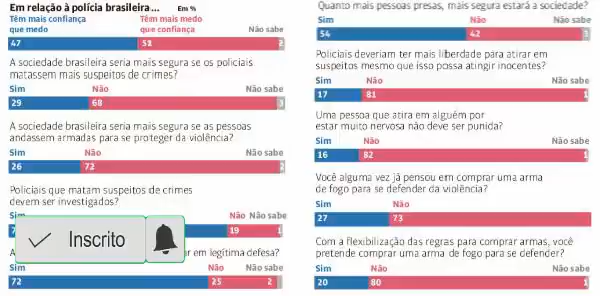 Em relação à polícia brasileira... Em %
Têm mais confiança que medo
Têm mais medo que confiança
Não sabe
47 51 2
A sociedade brasileira seria mais segura se os policiais
matassem mais suspeitos de crimes?
Sim Não Não sabe
29 68 3
A sociedade brasileira seria mais segura se as pessoas
andassem armadas para se proteger da violência?
Sim Não Não sabe
26 72 2
Policiais que matam suspeitos de crimes
devem ser investigados?
Não Não sabe
19 1
Inscrito
em legítima defesa?
Sim Não Não sabe
72 25 2
Quanto mais pessoas presas, mais segura estará a sociedade?
Sim Não Não sabe
54 42 3
Policiais deveriam ter mais liberdade para atirar em
suspeitos mesmo que isso possa atingir inocentes?
Sim Não Não sabe
17 81 1
Uma pessoa que atira em alguém por
estar muito nervosa não deve ser punida?
Sim Não Não sabe
16 82 1
Você alguma vez já pensou em comprar uma arma
de fogo para se defender da violência?
Sim Não
27 73
Com a flexibilização das regras para comprar armas, você
pretende comprar uma arma de fogo para se defender?
Sim Não Não sabe
20 80 1